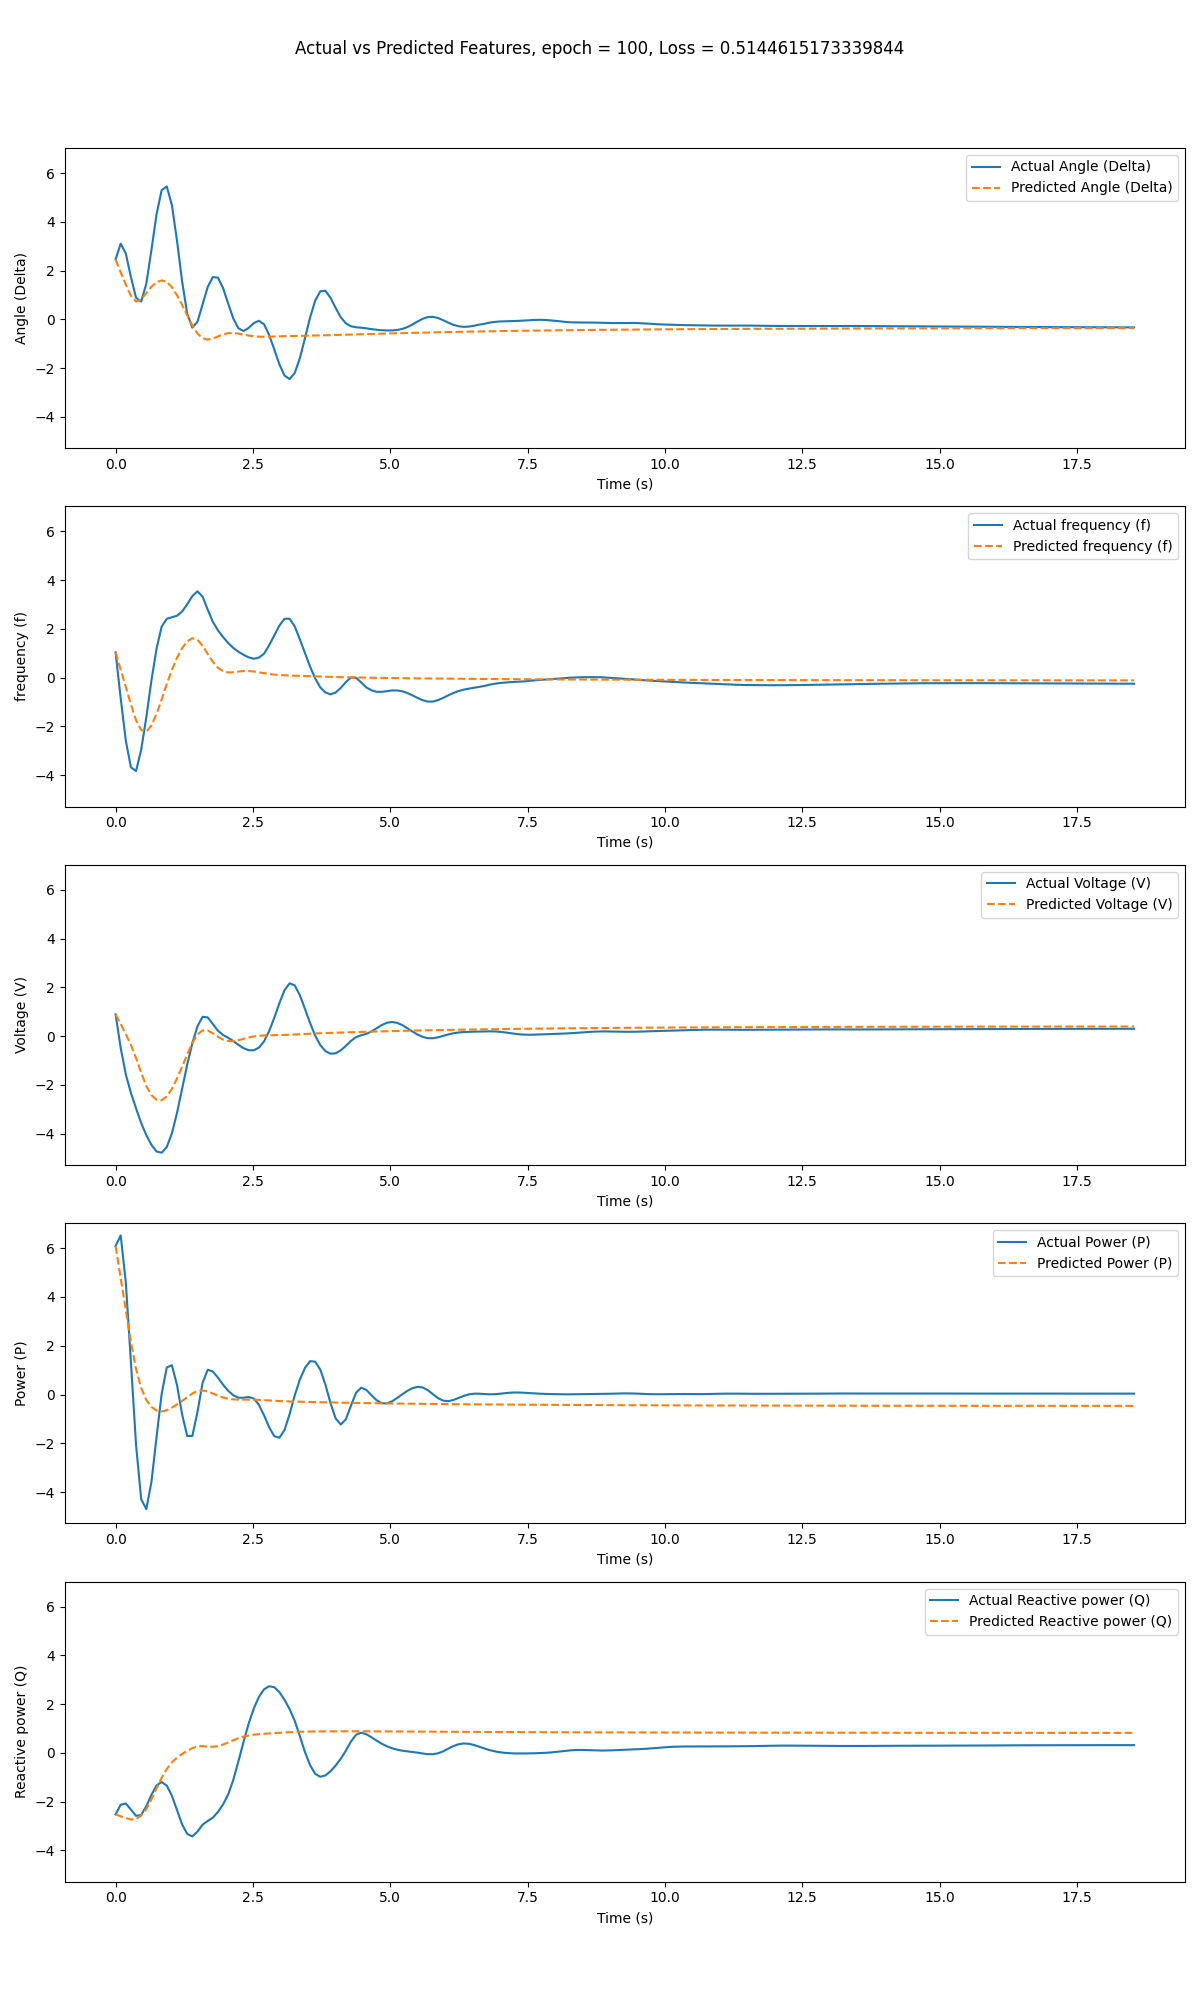 Actual vs Predicted Features, epoch = 100, Loss = 0.5144615173339844
Actual Angle (Delta)
Predicted Angle (Delta)
Angle (Delta)
6
4
2
0
−2
−4
0.0 2.5 5.0 7.5 10.0 12.5 15.0 17.5
Time (s)
Actual frequency (f)
Predicted frequency (f)
frequency (f)
6
4
2
0
−2
−4
0.0 2.5 5.0 7.5 10.0 12.5 15.0 17.5
Time (s)
Actual Voltage (V)
Predicted Voltage (V)
Voltage (V)
6
4
2
0
−2
−4
0.0 2.5 5.0 7.5 10.0 12.5 15.0 17.5
Time (s)
Actual Power (P)
Predicted Power (P)
Power (P)
6
4
2
0
−2
−4
0.0 2.5 5.0 7.5 10.0 12.5 15.0 17.5
Time (s)
Actual Reactive power (Q)
Predicted Reactive power (Q)
Reactive power (Q)
6
4
2
0
−2
−4
0.0 2.5 5.0 7.5 10.0 12.5 15.0 17.5
Time (s)